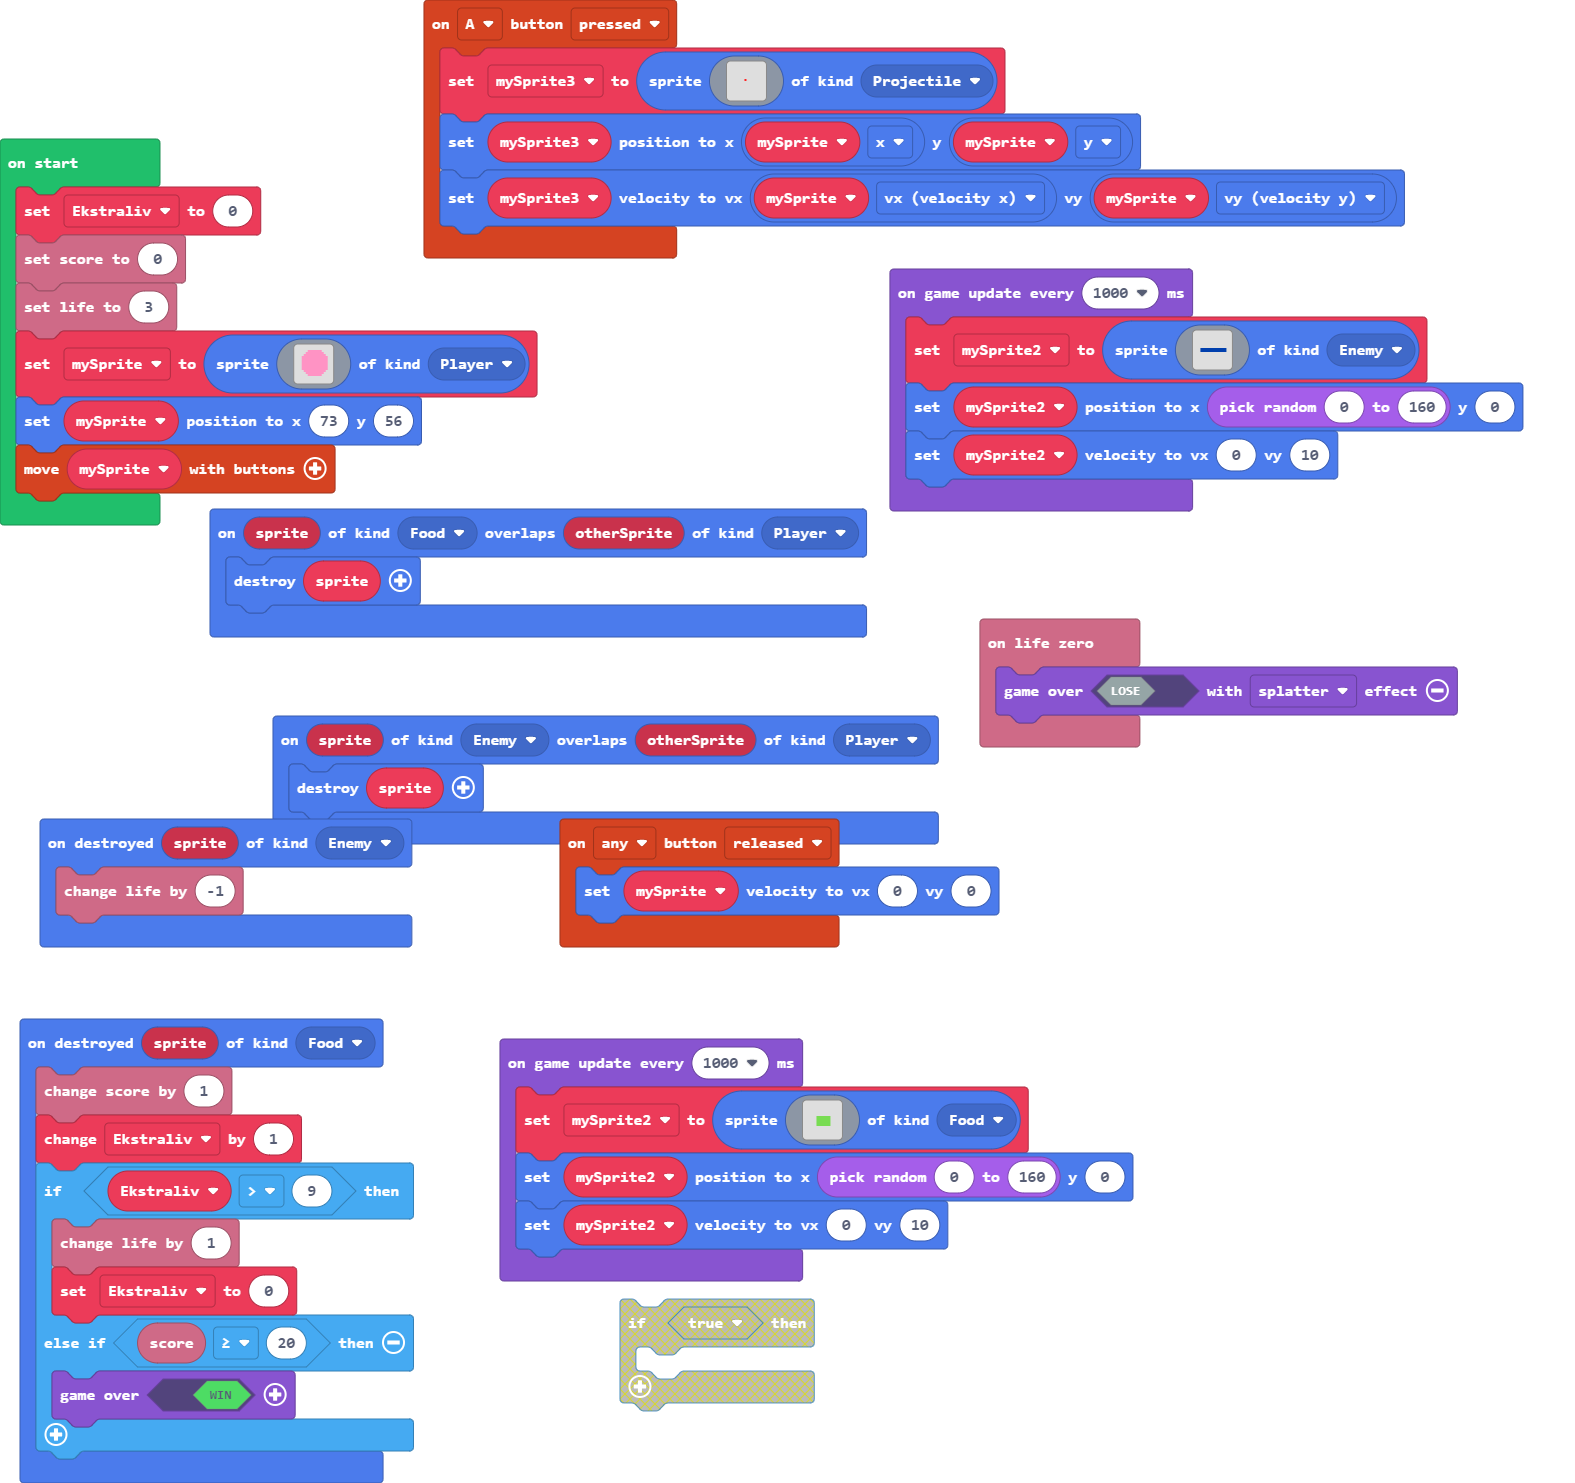 on A button pressed
set mySprite3 to sprite of kind Projectile
set mySprite3 position to x mySprite x y mySprite y
set mySprite3 velocity to vx mySprite vx (velocity x) vy mySprite vy (velocity y)
on start
set Ekstraliv to 0
set score to 0
set life to 3
set mySprite to sprite of kind Player
set mySprite position to x 73 y 56
move mySprite with buttons
on game update every 1000 ms
set mySprite2 to sprite of kind Enemy
set mySprite2 position to x pick random 0 to 160 y 0
set mySprite2 velocity to vx 0 vy 10
on sprite of kind Food overlaps otherSprite of kind Player
destroy sprite
on life zero
game over LOSE with splatter effect
on sprite of kind Enemy overlaps otherSprite of kind Player
destroy sprite
on destroyed sprite of kind Enemy
change life by -1
on any button released
set mySprite velocity to vx 0 vy 0
on destroyed sprite of kind Food
change score by 1
change Ekstraliv by 1
if Ekstraliv > 9 then
change life by 1
set Ekstraliv to 0
else if score ≥ 20 then
game over WIN
on game update every 1000 ms
set mySprite2 to sprite of kind Food
set mySprite2 position to x pick random 0 to 160 y 0
set mySprite2 velocity to vx 0 vy 10
if true then